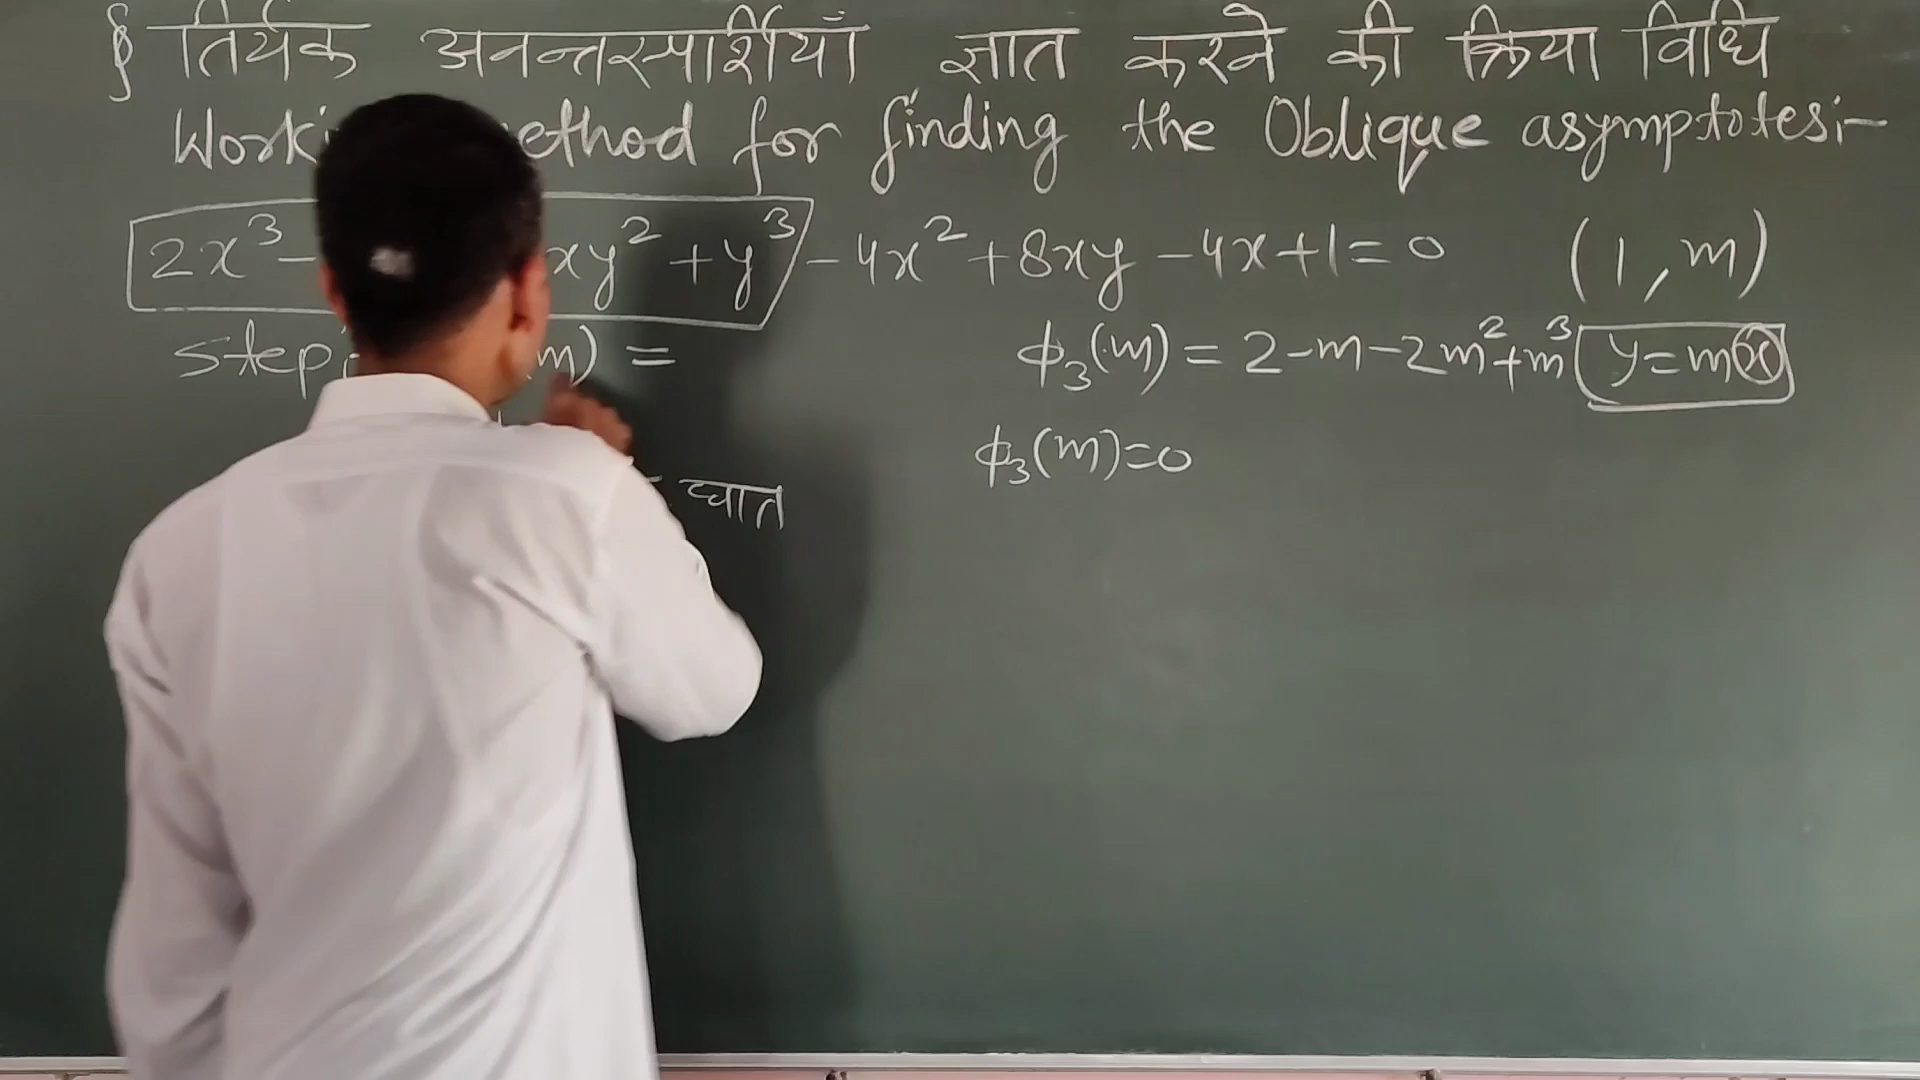 § तिर्यक अनन्तस्पर्शियाँ ज्ञात करने की क्रिया विधि
for finding the Oblique asymptotes:-
2x³ - xy² + y³ - 4x² + 8xy - 4x + 1 = 0 (1, m)
step m) = ϕ₃(m) = 2 - m - 2m² + m³ y = mx
ϕ₃(m) = 0
घात